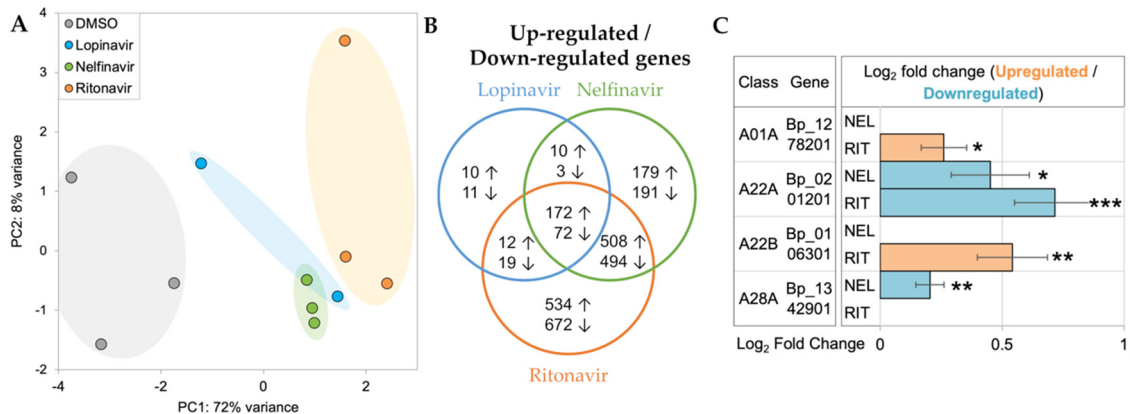 A
4
3
2
1
0
-1
-2
PC2: 8% variance
DMSO
Lopinavir
Nelfinavir
Ritonavir
-4
-2
0
2
PC1: 72% variance
B
Up-regulated /
Down-regulated genes
Lopinavir
Nelfinavir
10 ↑
11 ↓
10 ↑
3 ↓
179 ↑
191 ↓
172 ↑
72 ↓
12 ↑
19 ↓
508 ↑
494 ↓
534 ↑
672 ↓
Ritonavir
C
Class
Gene
Log2 fold change (Upregulated /
Downregulated)
A01A
Bp_12
78201
NEL
RIT
*
A22A
Bp_02
01201
NEL
*
RIT
***
A22B
Bp_01
06301
NEL
RIT
**
A28A
Bp_13
42901
NEL
**
RIT
Log2 Fold Change
0
0.5
1